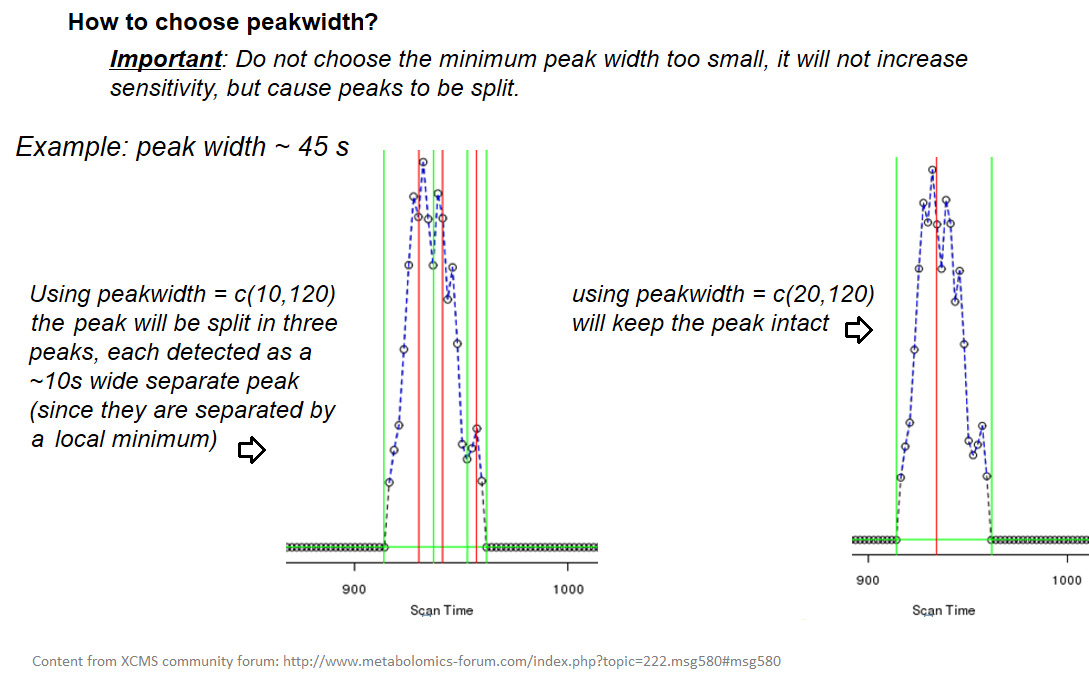 How to choose peakwidth?
Important: Do not choose the minimum peak width too small, it will not increase
sensitivity, but cause peaks to be split.
Example: peak width ~ 45 s
Using peakwidth = c(10,120)
the peak will be split in three
peaks, each detected as a
~10s wide separate peak
(since they are separated by
a local minimum)
900
1000
Scan Time
using peakwidth = c(20,120)
will keep the peak intact
900
1000
Scan Time
Content from XCMS community forum: http://www.metabolomics-forum.com/index.php?topic=222.msg580#msg580